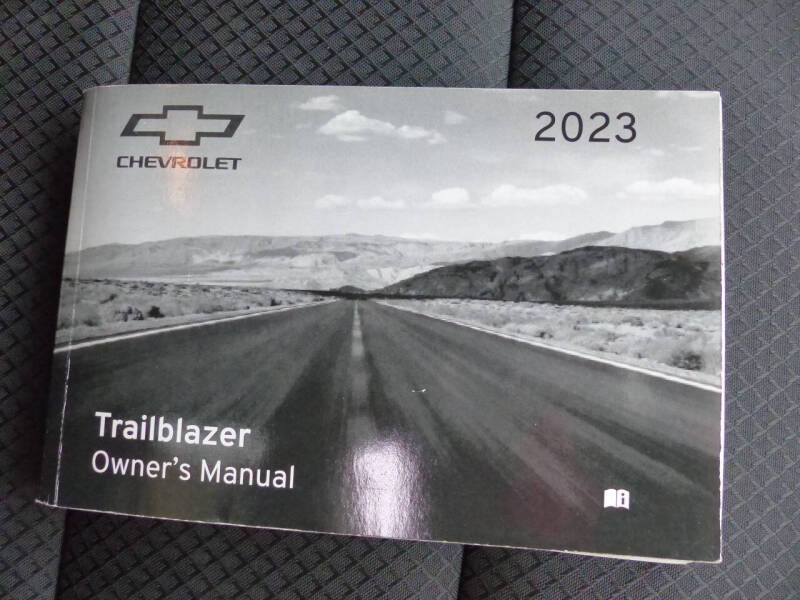 2023
CHEVROLET
Trailblazer
Owner's Manual